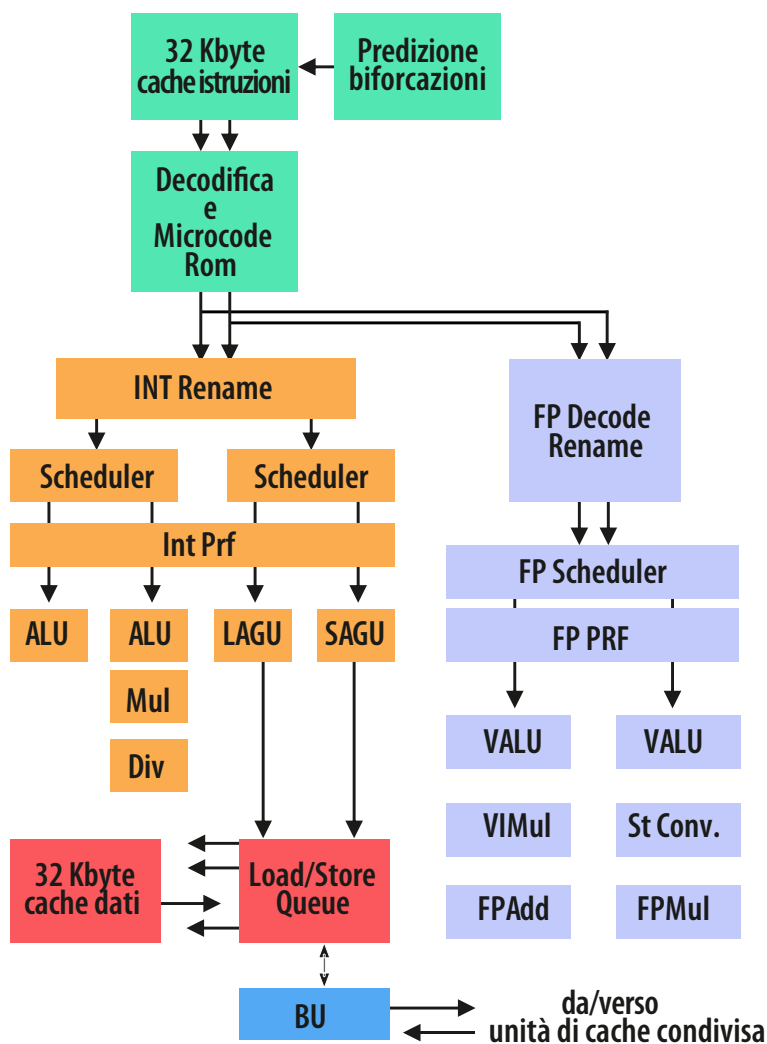 32 Kbyte
cache istruzioni
Predizione
biforcazioni
Decodifica
e
Microcode
Rom
INT Rename
FP Decode
Rename
Scheduler
Scheduler
Int Prf
FP Scheduler
ALU
ALU
LAGU
SAGU
FP PRF
Mul
Div
VALU
VALU
VIMul
St Conv.
32 Kbyte
cache dati
Load/Store
Queue
FPAdd
FPMul
BU
da/verso
unità di cache condivisa